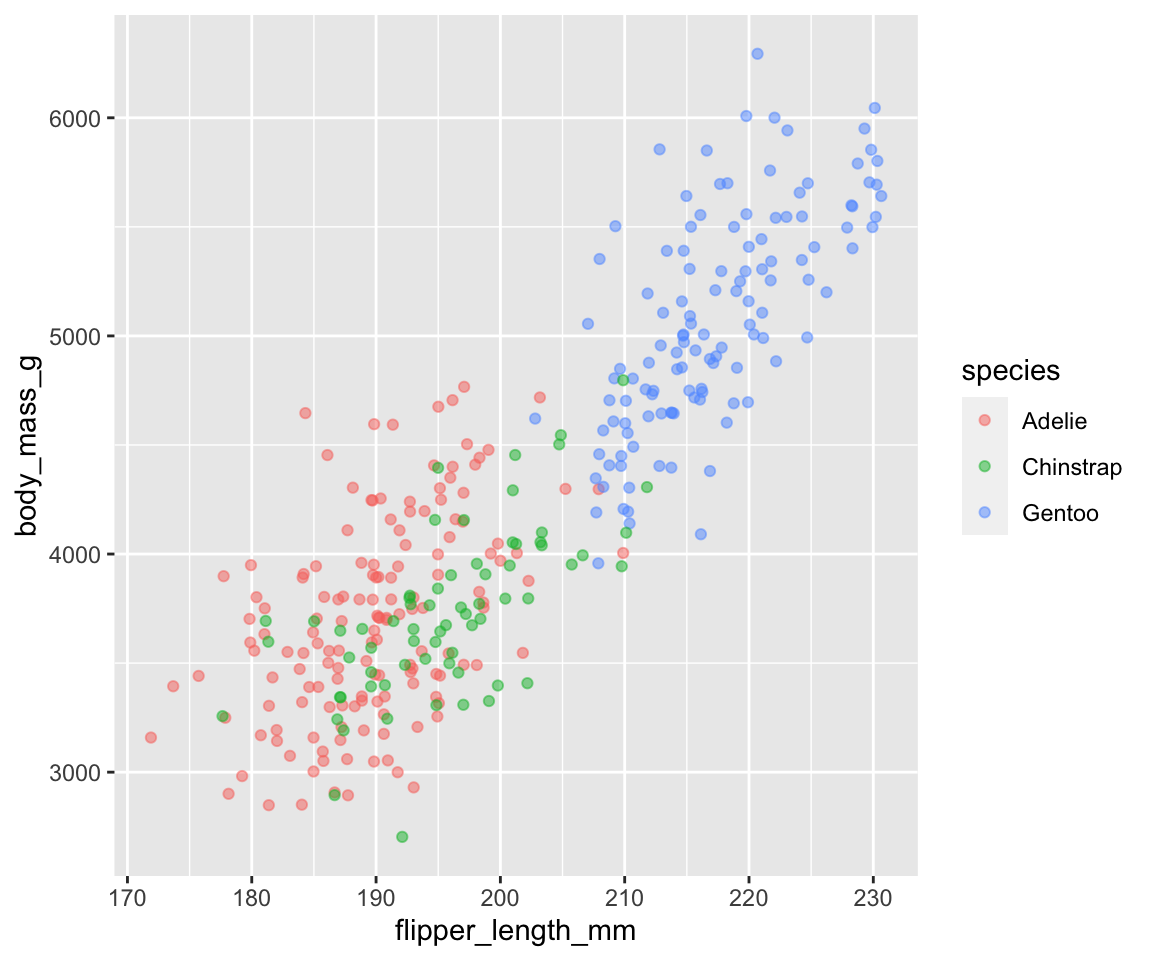 6000
5000
4000
3000
body_mass_g
170 180 190 200 210 220 230
flipper_length_mm
species
Adelie
Chinstrap
Gentoo